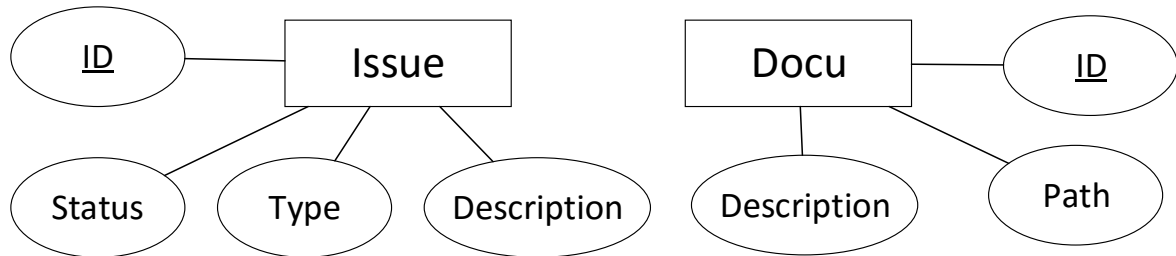 ID
Issue
Docu
ID
Status
Type
Description
Description
Path